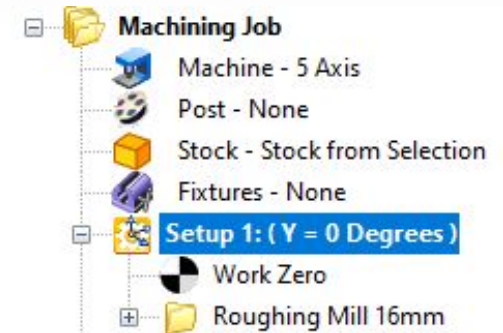 Machining Job
Machine - 5 Axis
Post - None
Stock - Stock from Selection
Fixtures - None
Setup 1: ( Y = 0 Degrees )
Work Zero
Roughing Mill 16mm